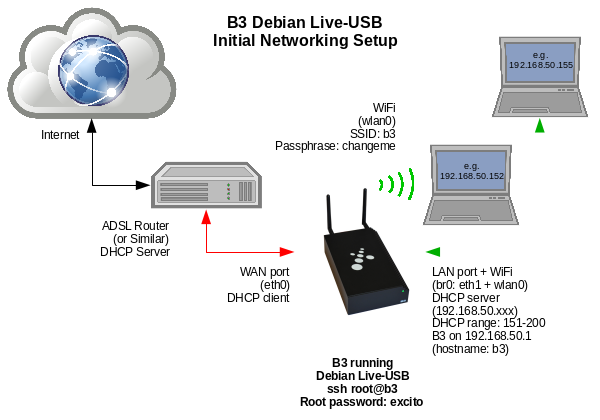 B3 Debian Live-USB
Initial Networking Setup
e.g.
192.168.50.155
Internet
WiFi
(wlan0)
SSID: b3
Passphrase: changeme
e.g.
192.168.50.152
ADSL Router
(or Similar)
DHCP Server
WAN port
(eth0)
DHCP client
LAN port + WiFi
(br0: eth1 + wlan0)
DHCP server
(192.168.50.xxx)
DHCP range: 151-200
B3 on 192.168.50.1
(hostname: b3)
B3 running
Debian Live-USB
ssh root@b3
Root password: excito